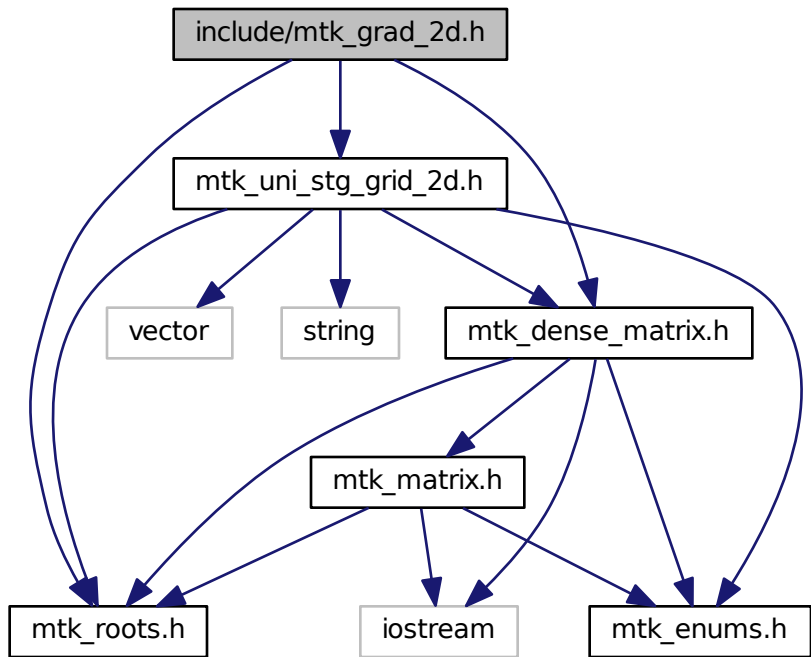 include/mtk_grad_2d.h
mtk_uni_stg_grid_2d.h
vector
string
mtk_dense_matrix.h
mtk_matrix.h
mtk_roots.h
iostream
mtk_enums.h